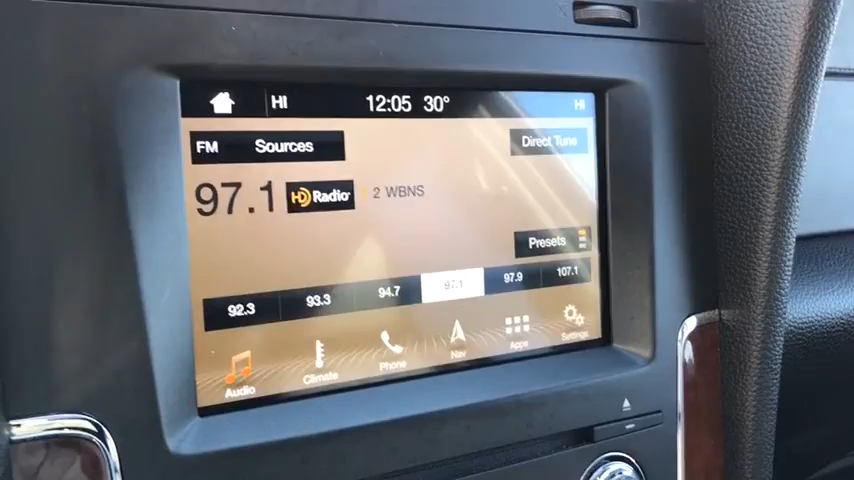 HI 12:05 30° HI
FM Sources Direct Tune
97.1 HD Radio 2 WBNS
Presets
92.3 93.3 94.7 97.1 97.9 107.1
Audio Climate Phone Nav Apps Settings